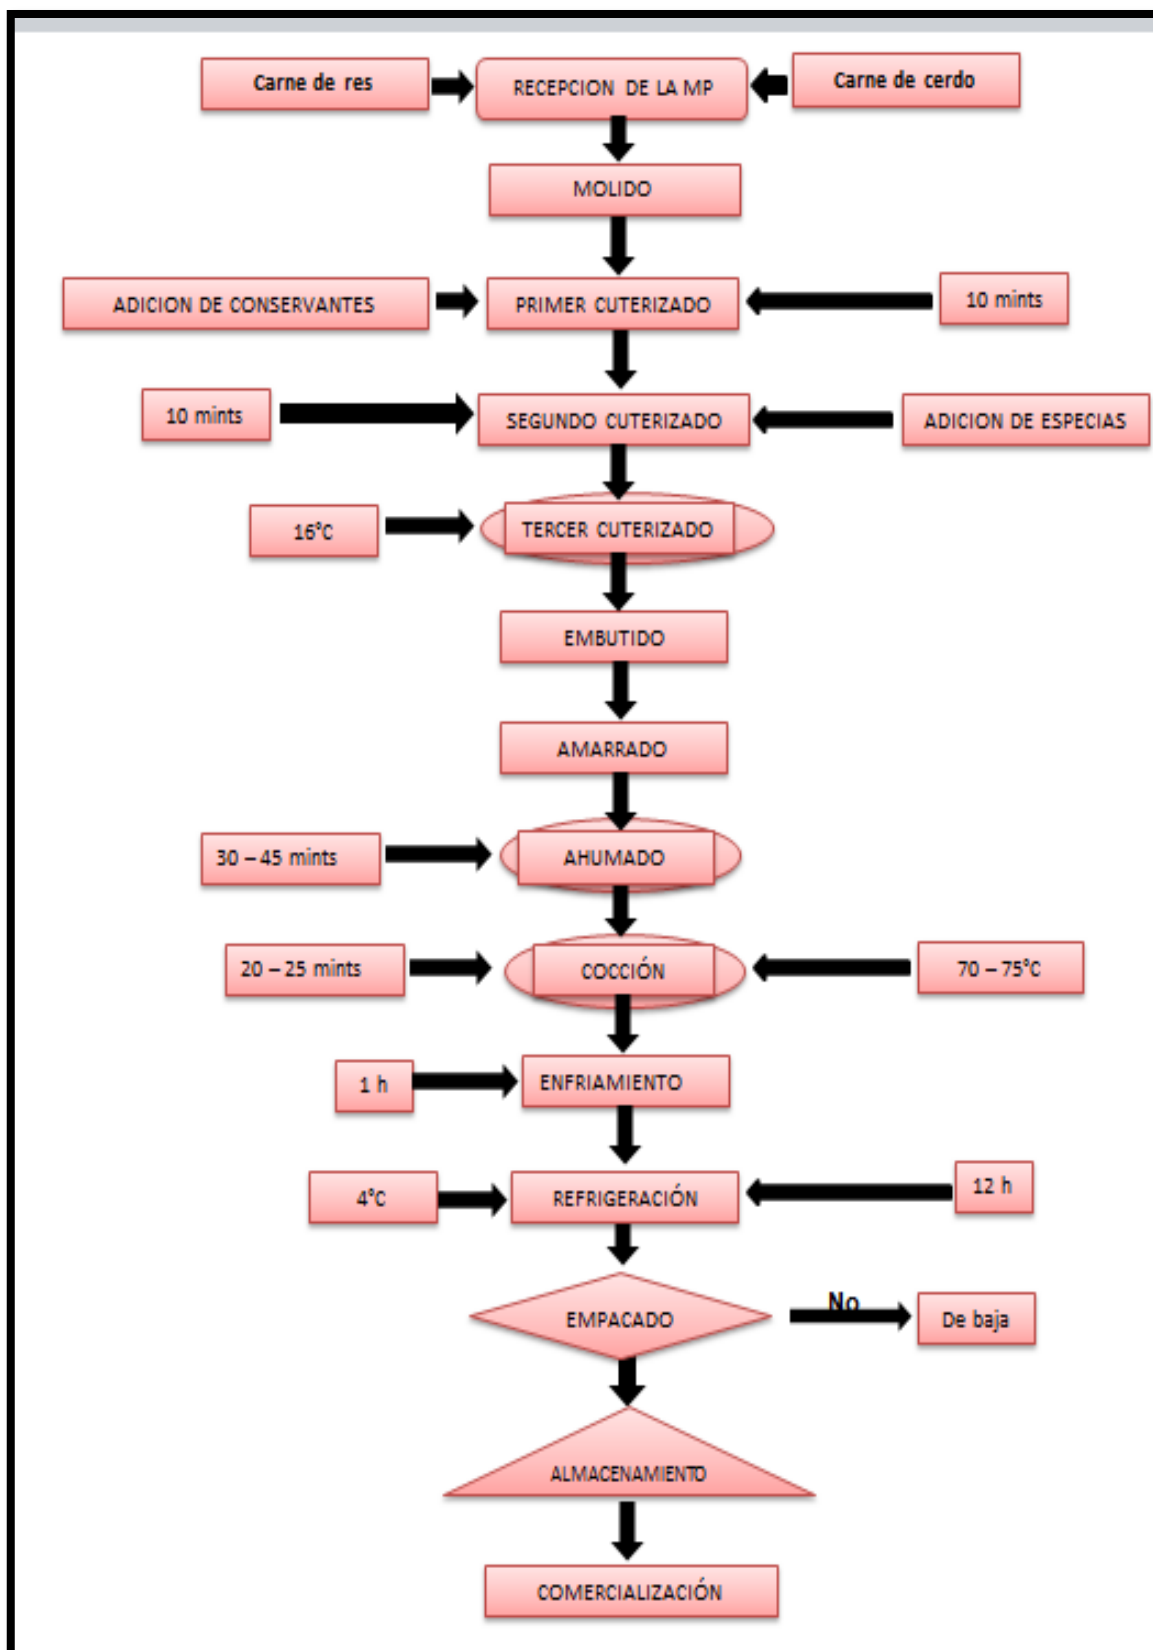 Carne de res
RECEPCION DE LA MP
Carne de cerdo
MOLIDO
ADICION DE CONSERVANTES
PRIMER CUTERIZADO
10 mints
10 mints
SEGUNDO CUTERIZADO
ADICION DE ESPECIAS
16°C
TERCER CUTERIZADO
EMBUTIDO
AMARRADO
30 – 45 mints
AHUMADO
20 – 25 mints
COCCIÓN
70 – 75°C
1 h
ENFRIAMIENTO
4°C
REFRIGERACIÓN
12 h
EMPACADO
No
De baja
ALMACENAMIENTO
COMERCIALIZACIÓN